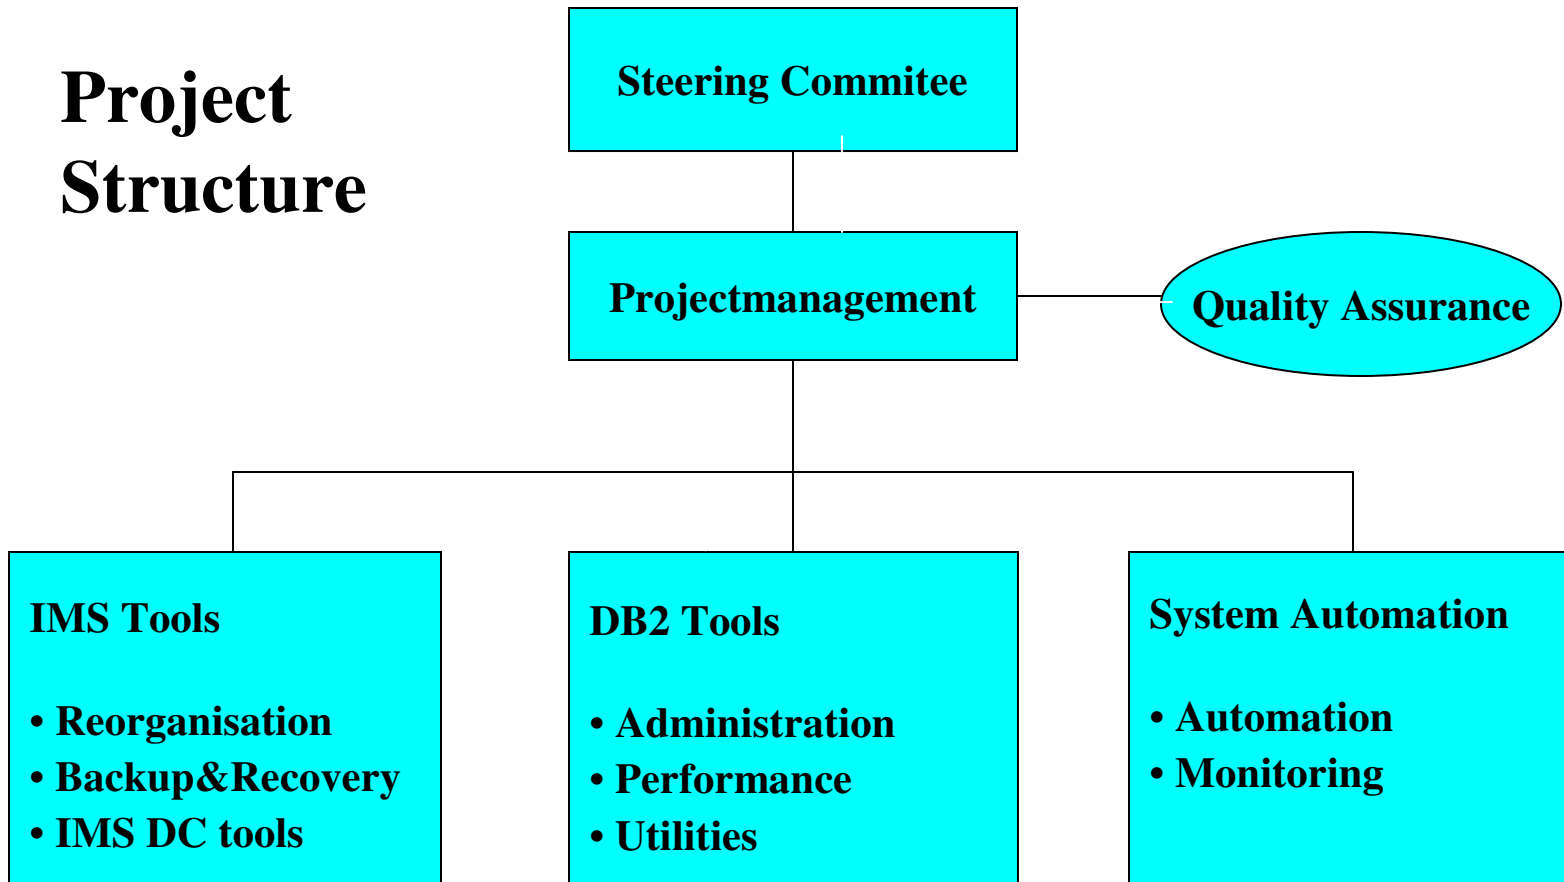 Project
Structure
Steering Commitee
Projectmanagement
Quality Assurance
IMS Tools
• Reorganisation
• Backup&Recovery
• IMS DC tools
DB2 Tools
• Administration
• Performance
• Utilities
System Automation
• Automation
• Monitoring